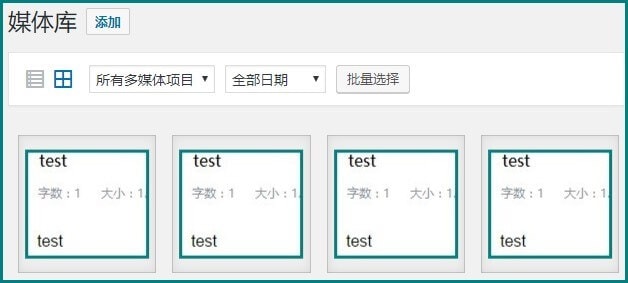 媒体库 添加
所有多媒体项目 全部日期 批量选择
test test test test
字数：1 大小：1. 字数：1 大小：1. 字数：1 大小：1. 字数：1 大小：1.
test test test test